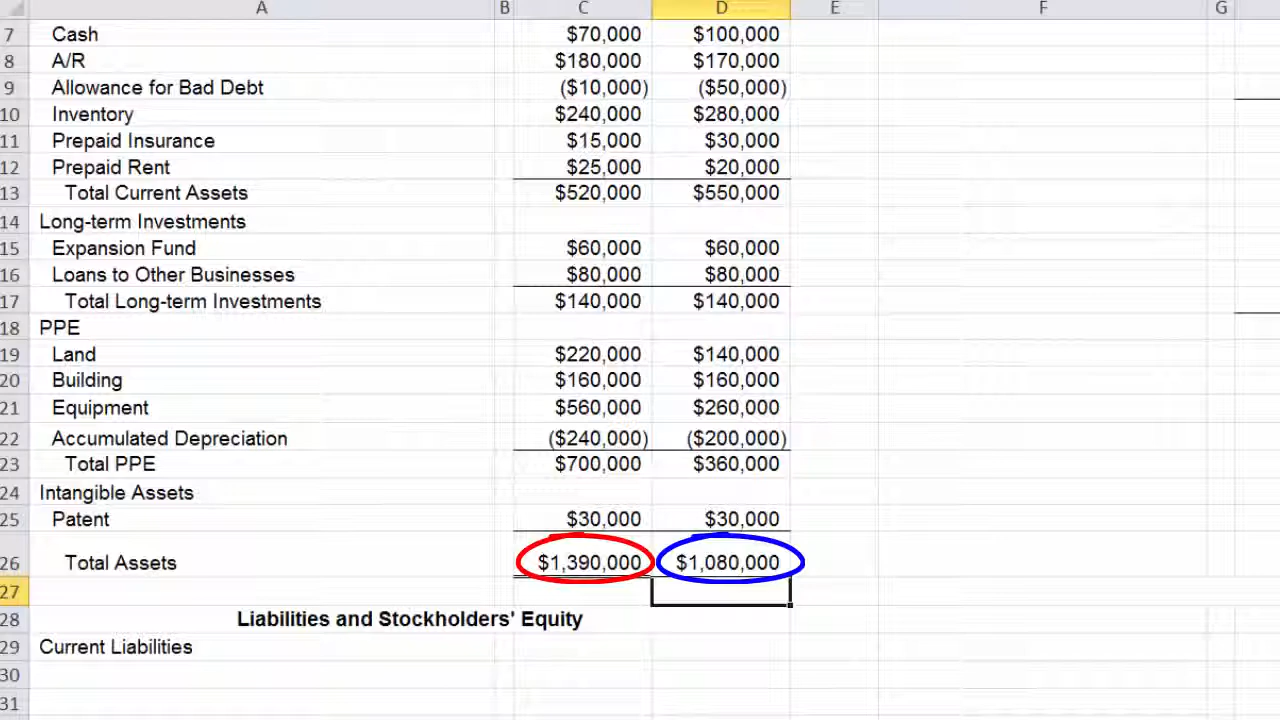 A B C D E F G
7 Cash $70,000 $100,000
8 A/R $180,000 $170,000
9 Allowance for Bad Debt ($10,000) ($50,000)
10 Inventory $240,000 $280,000
11 Prepaid Insurance $15,000 $30,000
12 Prepaid Rent $25,000 $20,000
13 Total Current Assets $520,000 $550,000
14 Long-term Investments
15 Expansion Fund $60,000 $60,000
16 Loans to Other Businesses $80,000 $80,000
17 Total Long-term Investments $140,000 $140,000
18 PPE
19 Land $220,000 $140,000
20 Building $160,000 $160,000
21 Equipment $560,000 $260,000
22 Accumulated Depreciation ($240,000) ($200,000)
23 Total PPE $700,000 $360,000
24 Intangible Assets
25 Patent $30,000 $30,000
26 Total Assets $1,390,000 $1,080,000
27
28 Liabilities and Stockholders' Equity
29 Current Liabilities
30
31